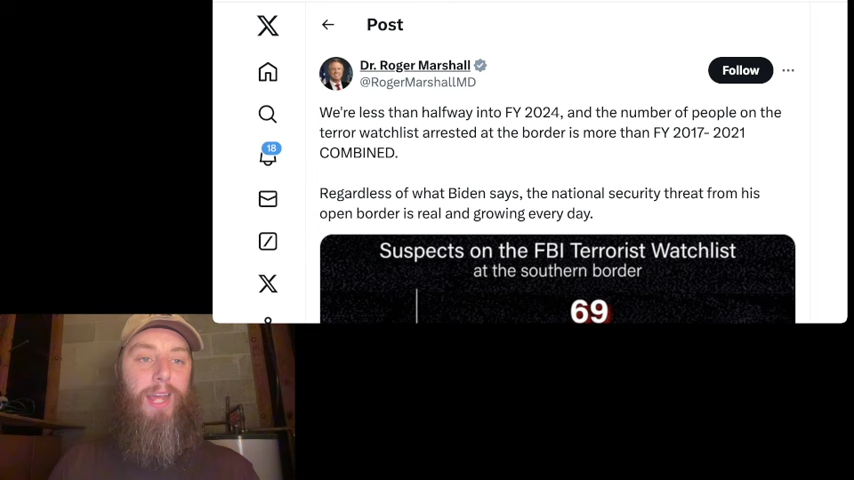 Post
Dr. Roger Marshall
@RogerMarshallMD
Follow
We're less than halfway into FY 2024, and the number of people on the
terror watchlist arrested at the border is more than FY 2017- 2021
COMBINED.
18
Regardless of what Biden says, the national security threat from his
open border is real and growing every day.
Suspects on the FBI Terrorist Watchlist
at the southern border
69